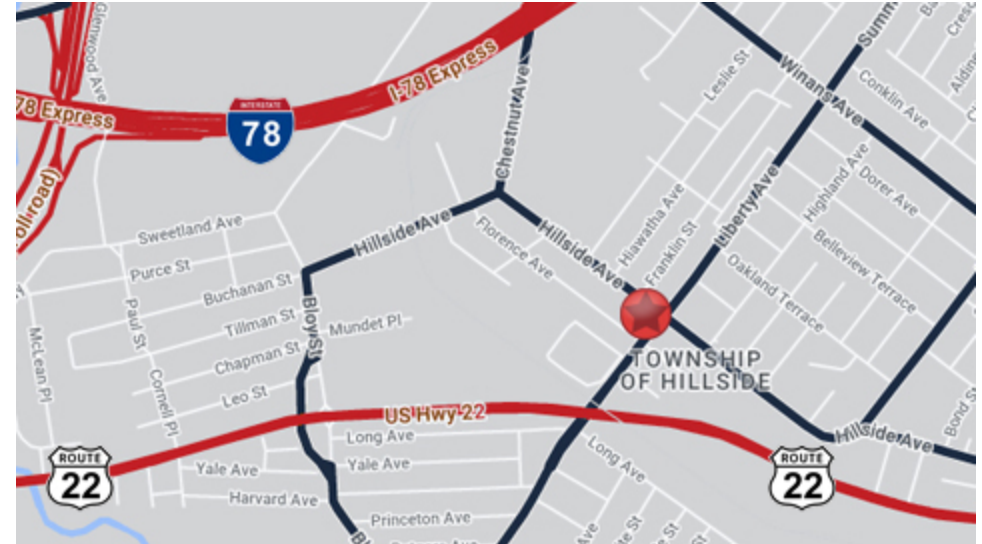 Glenwood Ave
78 Express
I-78 Express
INTERSTATE
78
Chestnut Ave
Leslie St
Winans Ave
Conklin Ave
Hillside Ave
Hillside Ave
Florence Ave
Hiawatha Ave
Franklin St
Liberty Ave
Highland Ave
Dorer Ave
Belleview Terrace
Oakland Terrace
Sweetland Ave
Purce St
Buchanan St
Tillman St
Chapman St
Leo St
Paul St
Cornell Pl
McLean Pl
Bloy St
Mundet Pl
TOWNSHIP
OF HILLSIDE
US Hwy 22
Hillside Ave
Bond St
ROUTE
22
ROUTE
22
Long Ave
Yale Ave
Yale Ave
Harvard Ave
Princeton Ave
Long Ave